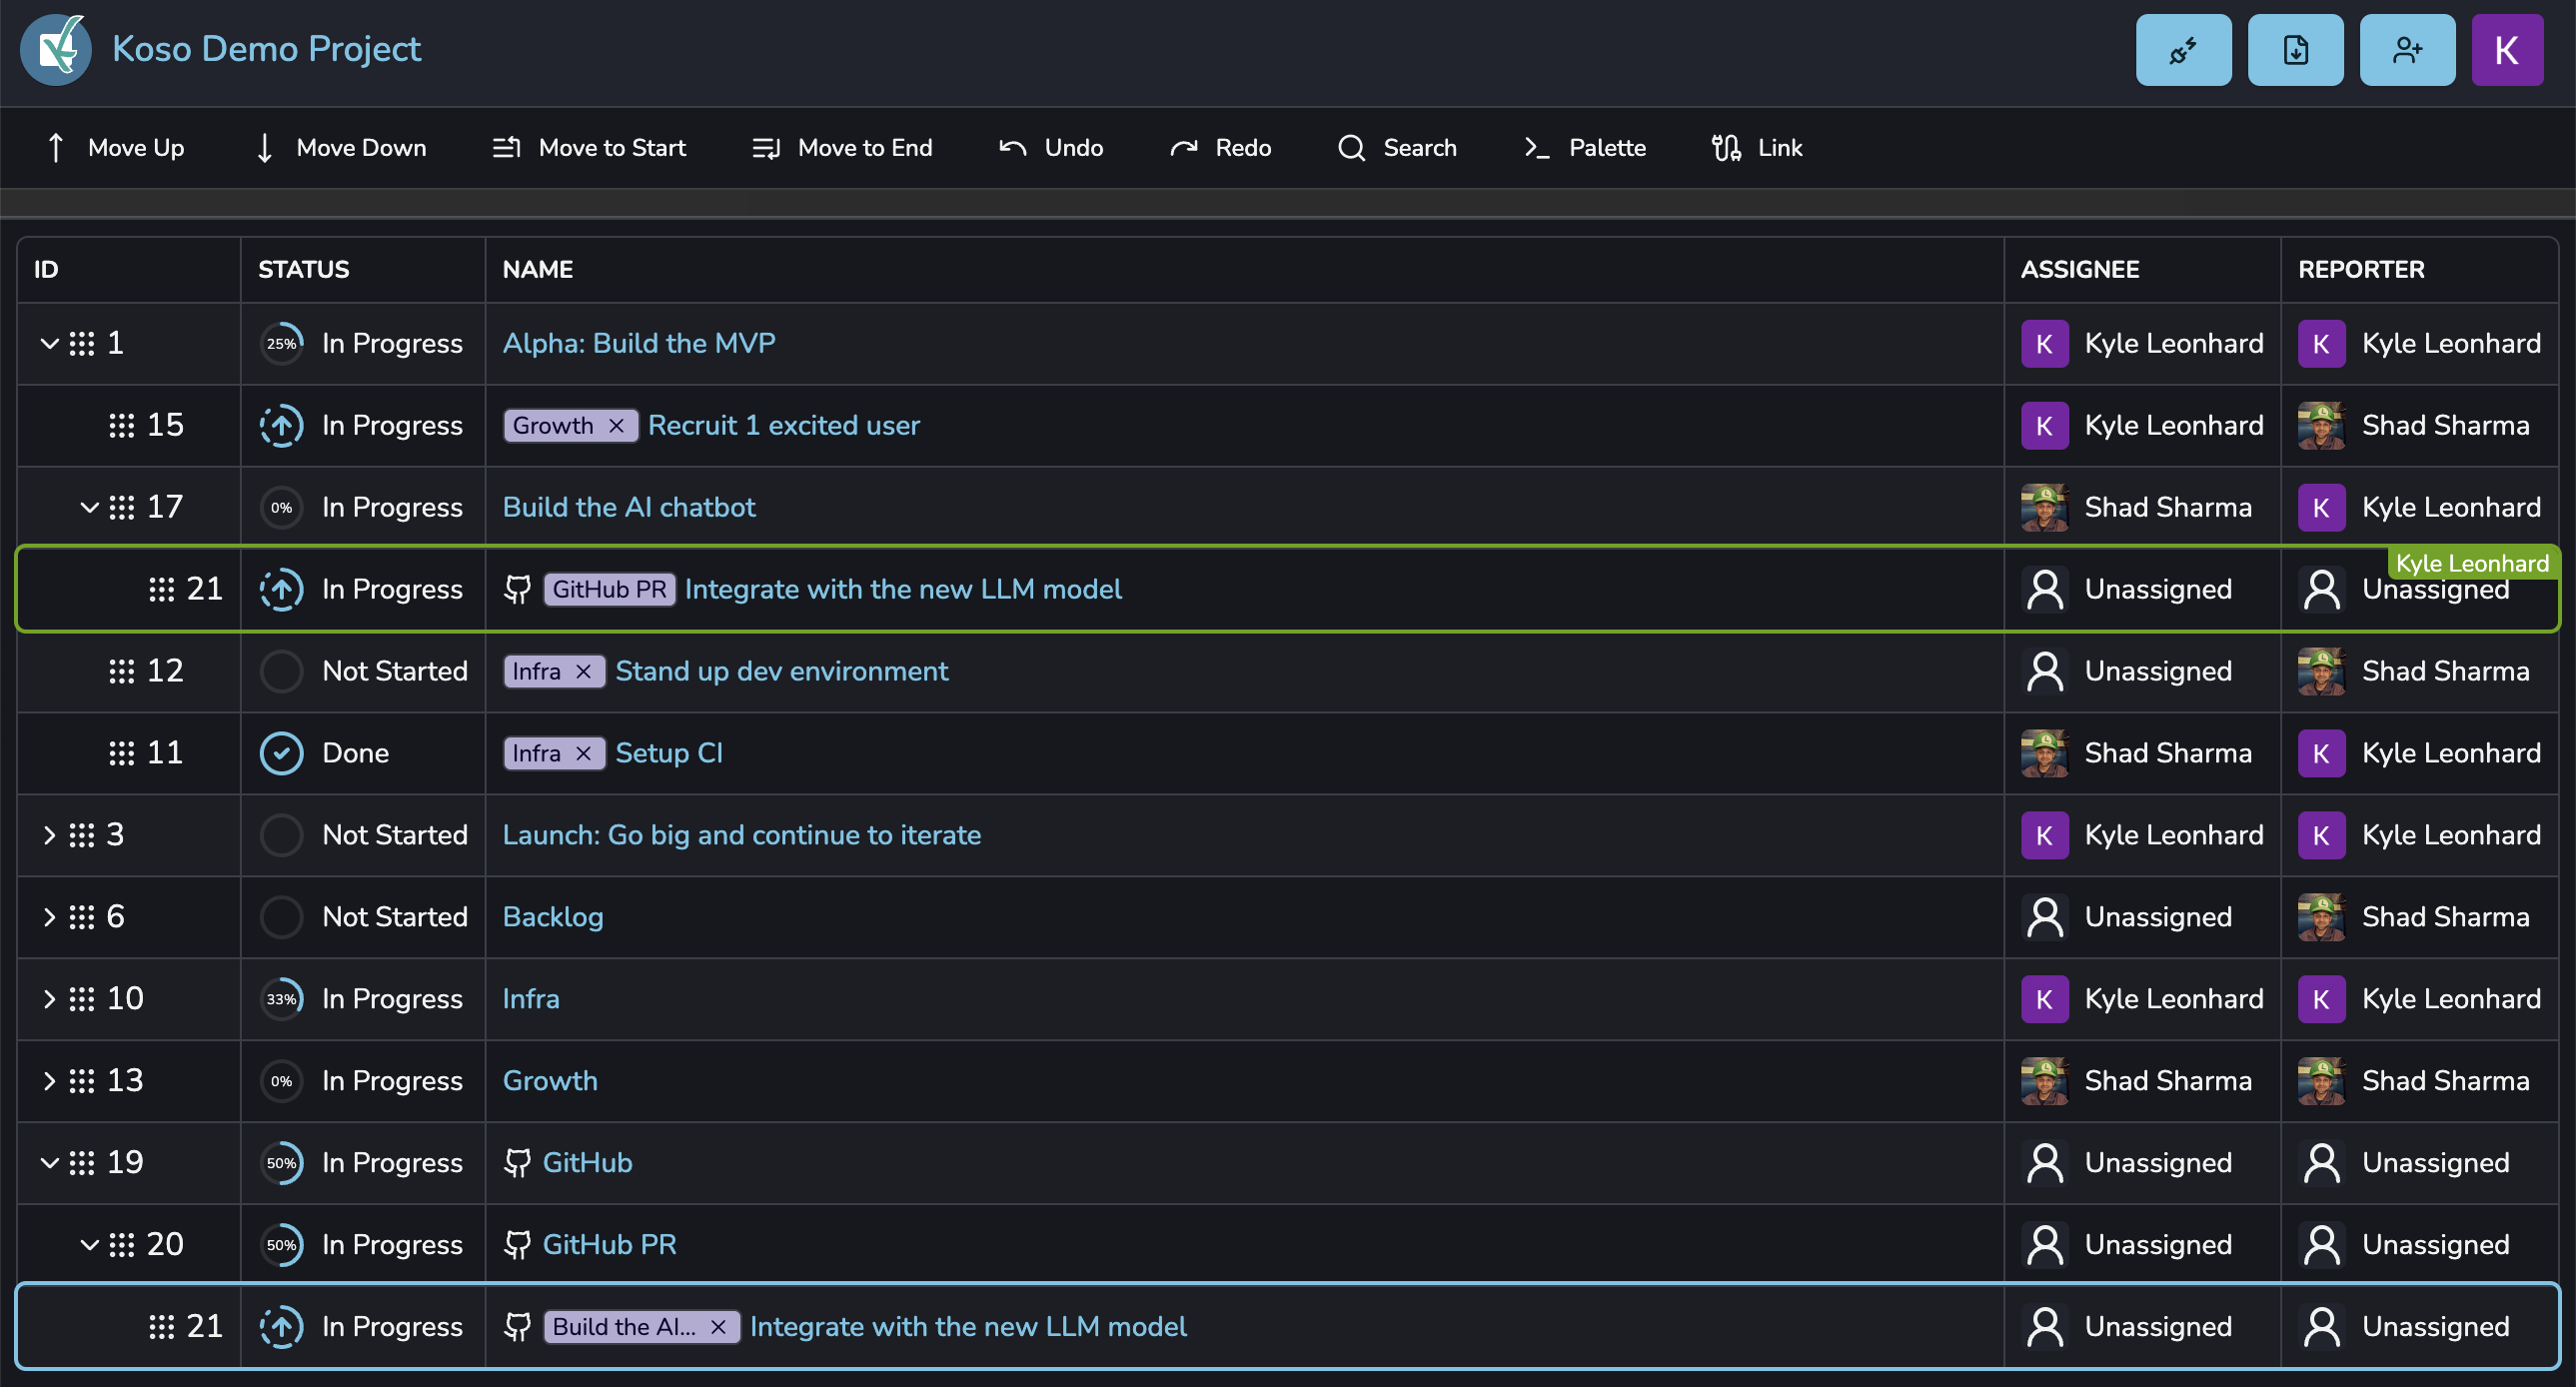 Koso Demo Project
K
Move Up Move Down Move to Start Move to End Undo Redo Search Palette Link
ID STATUS NAME ASSIGNEE REPORTER
1 25% In Progress Alpha: Build the MVP K Kyle Leonhard K Kyle Leonhard
15 In Progress Growth × Recruit 1 excited user K Kyle Leonhard Shad Sharma
17 0% In Progress Build the AI chatbot Shad Sharma K Kyle Leonhard
Kyle Leonhard
21 In Progress GitHub PR Integrate with the new LLM model Unassigned Unassigned
12 Not Started Infra × Stand up dev environment Unassigned Shad Sharma
11 Done Infra × Setup CI Shad Sharma K Kyle Leonhard
3 Not Started Launch: Go big and continue to iterate K Kyle Leonhard K Kyle Leonhard
6 Not Started Backlog Unassigned Shad Sharma
10 33% In Progress Infra K Kyle Leonhard K Kyle Leonhard
13 0% In Progress Growth Shad Sharma Shad Sharma
19 50% In Progress GitHub Unassigned Unassigned
20 50% In Progress GitHub PR Unassigned Unassigned
21 In Progress Build the AI... × Integrate with the new LLM model Unassigned Unassigned